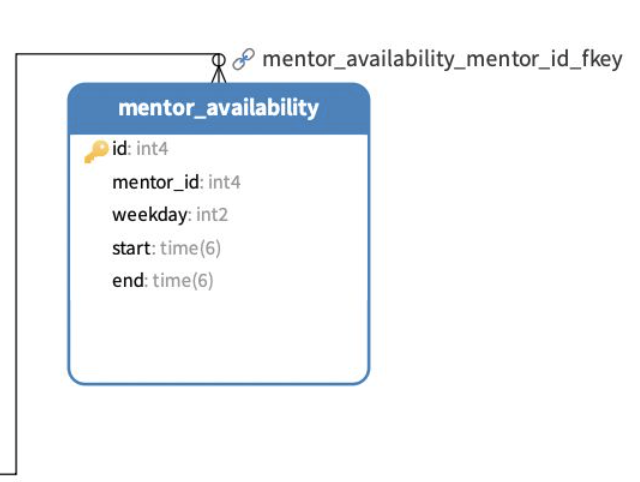 mentor_availability_mentor_id_fkey
mentor_availability
id: int4
mentor_id: int4
weekday: int2
start: time(6)
end: time(6)